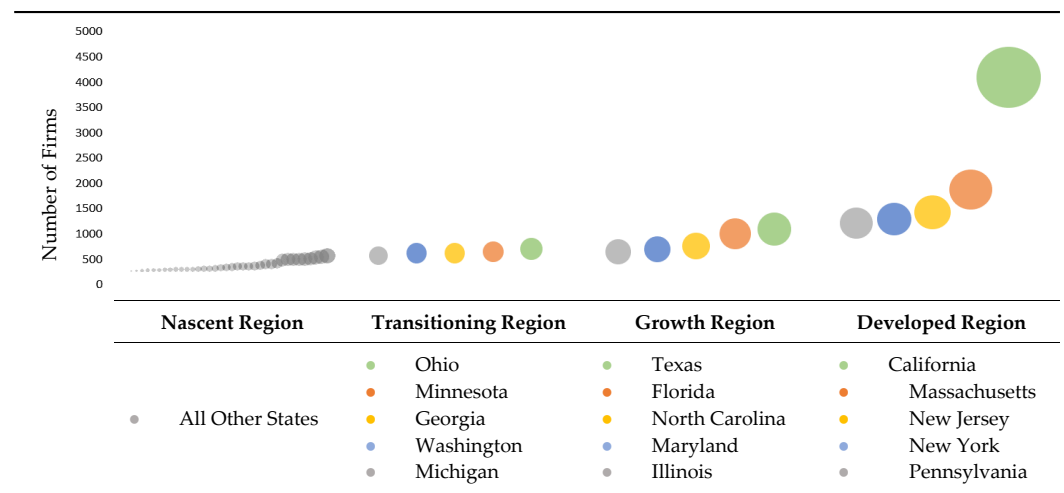 5000
4500
4000
3500
3000
2500
2000
1500
1000
500
0
Number of Firms
Nascent Region Transitioning Region Growth Region Developed Region
Ohio Texas California
Minnesota Florida Massachusetts
All Other States Georgia North Carolina New Jersey
Washington Maryland New York
Michigan Illinois Pennsylvania